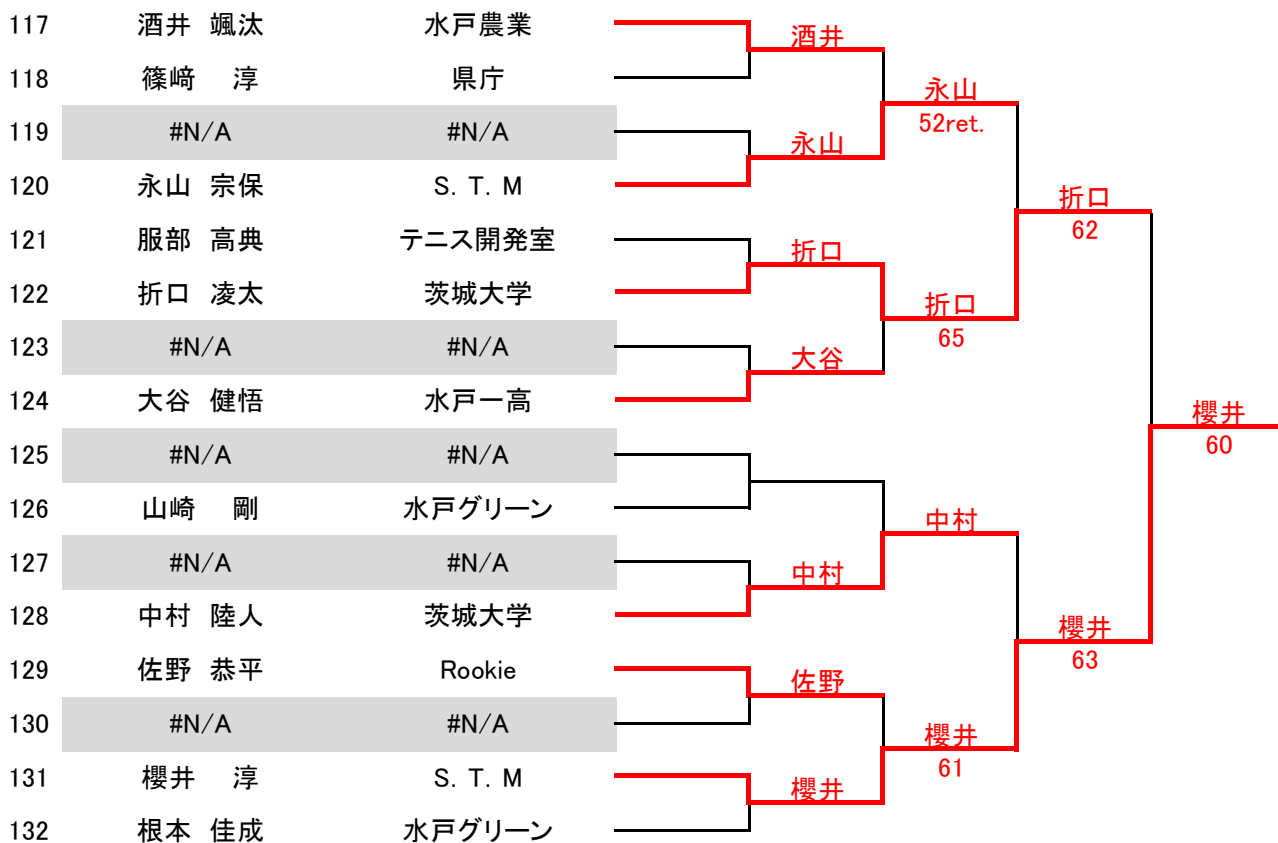 117 酒井 颯汰 水戸農業
酒井
118 篠﨑 淳 県庁
永山
52ret.
119 #N/A #N/A
永山
120 永山 宗保 S. T. M
折口
62
121 服部 高典 テニス開発室
折口
122 折口 凌太 茨城大学
折口
65
123 #N/A #N/A
大谷
124 大谷 健悟 水戸一高
櫻井
60
125 #N/A #N/A
126 山崎 剛 水戸グリーン
中村
127 #N/A #N/A
中村
128 中村 陸人 茨城大学
櫻井
63
129 佐野 恭平 Rookie
佐野
130 #N/A #N/A
櫻井
61
131 櫻井 淳 S. T. M
櫻井
132 根本 佳成 水戸グリーン